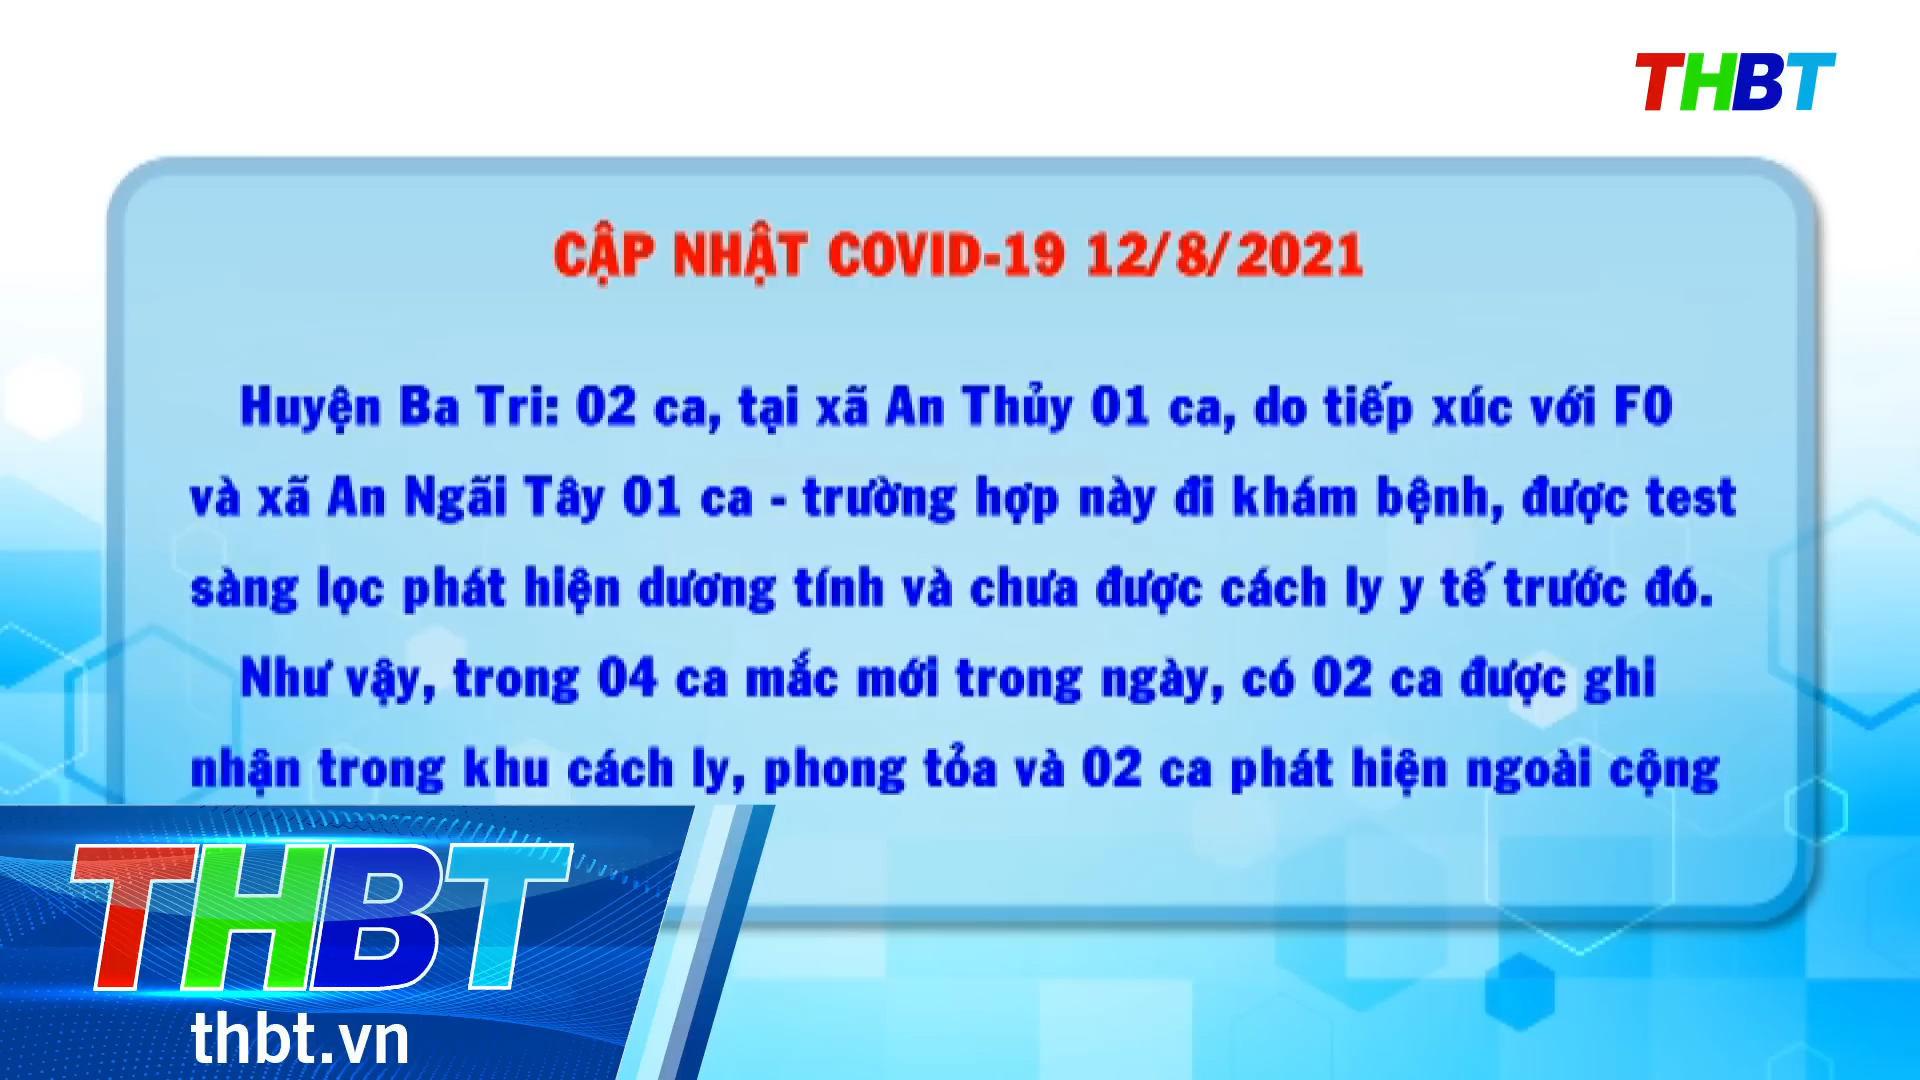 THBT
CẬP NHẬT COVID-19 12/8/2021
Huyện Ba Tri: 02 ca, tại xã An Thủy 01 ca, do tiếp xúc với F0
và xã An Ngãi Tây 01 ca - trường hợp này đi khám bệnh, được test
sàng lọc phát hiện dương tính và chưa được cách ly y tế trước đó.
Như vậy, trong 04 ca mắc mới trong ngày, có 02 ca được ghi
nhận trong khu cách ly, phong tỏa và 02 ca phát hiện ngoài cộng
THBT
thbt.vn